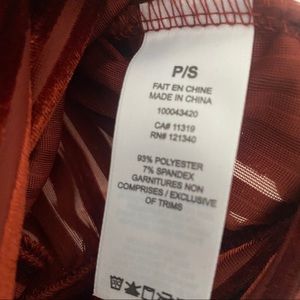 P/S
FAIT EN CHINE
MADE IN CHINA
100043420
CA# 11319
RN# 121340
93% POLYESTER
7% SPANDEX
GARNITURES NON
COMPRISES / EXCLUSIVE
OF TRIMS